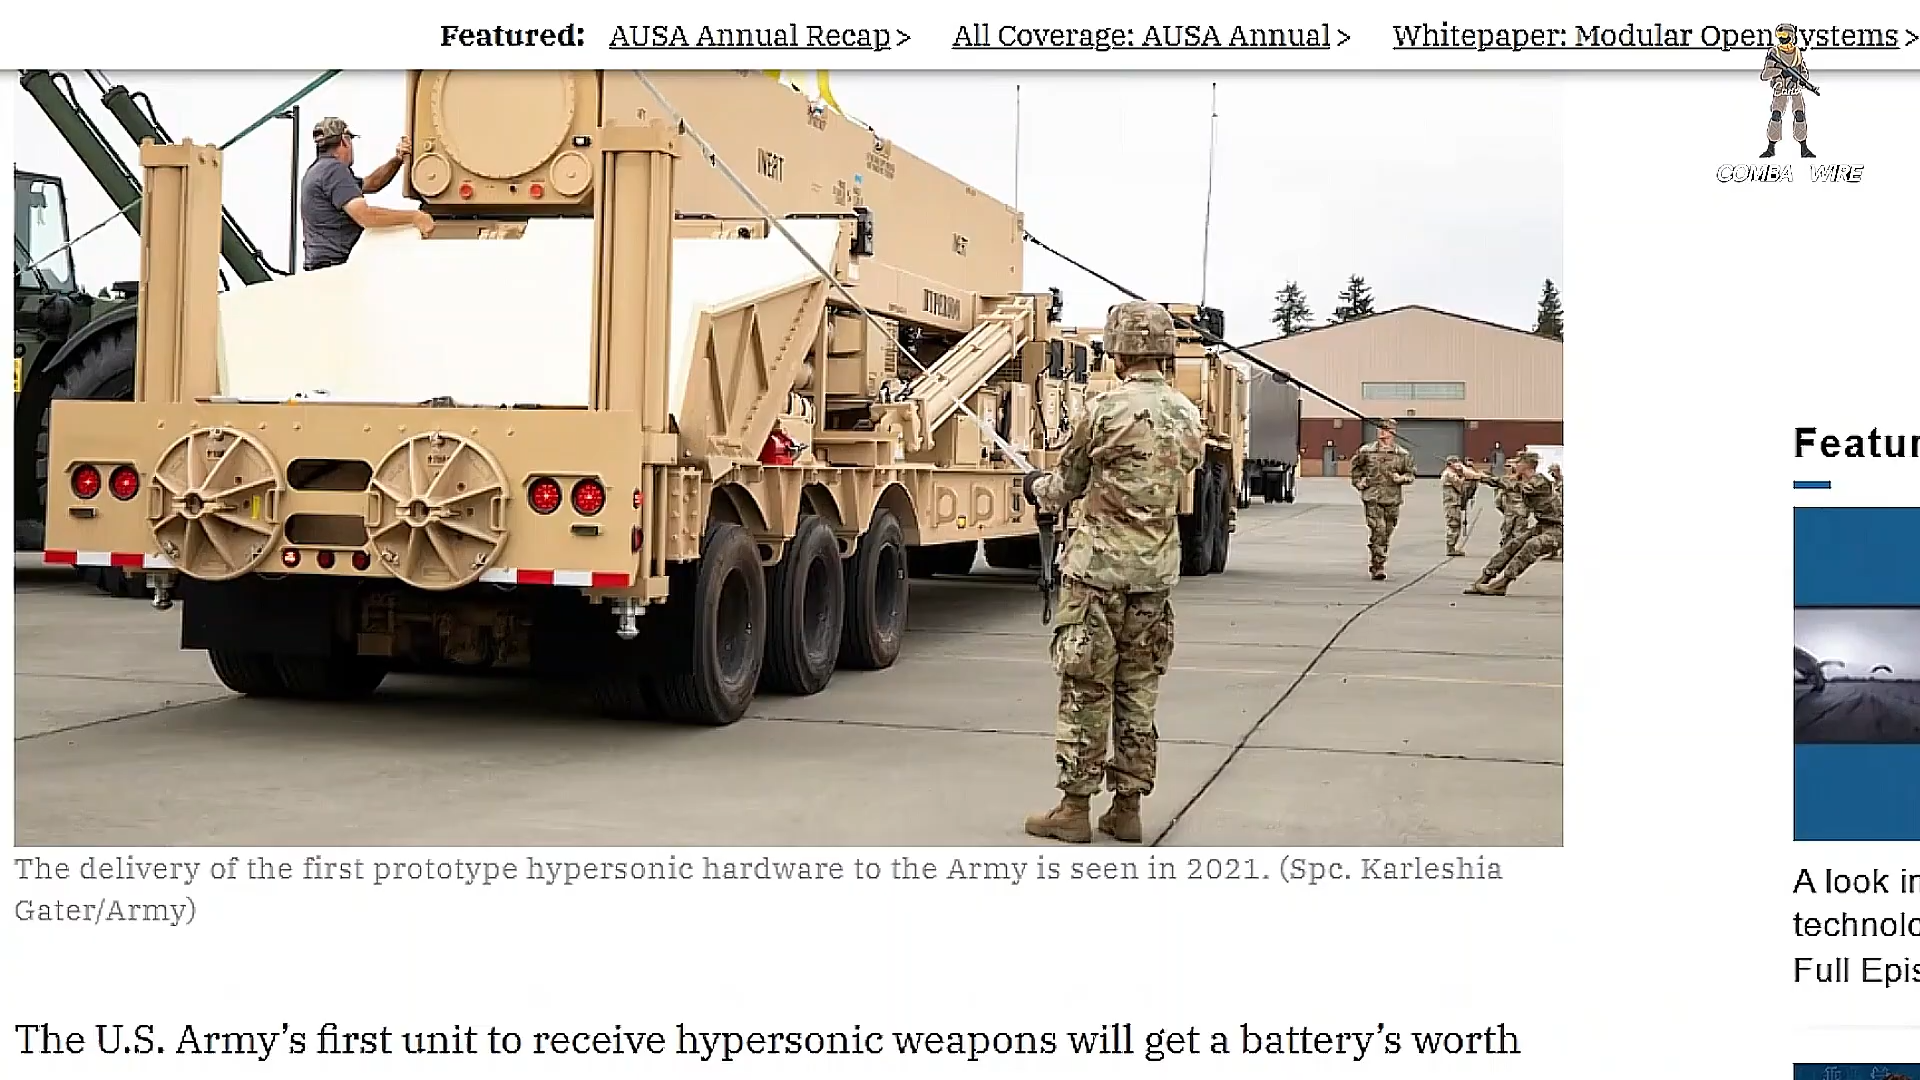 Featured: AUSA Annual Recap > All Coverage: AUSA Annual > Whitepaper: Modular Open Systems >
COMBA WIRE
INERT
INERT
Featur
The delivery of the first prototype hypersonic hardware to the Army is seen in 2021. (Spc. Karleshia
Gater/Army)
A look in
technolo
Full Epis
The U.S. Army’s first unit to receive hypersonic weapons will get a battery’s worth